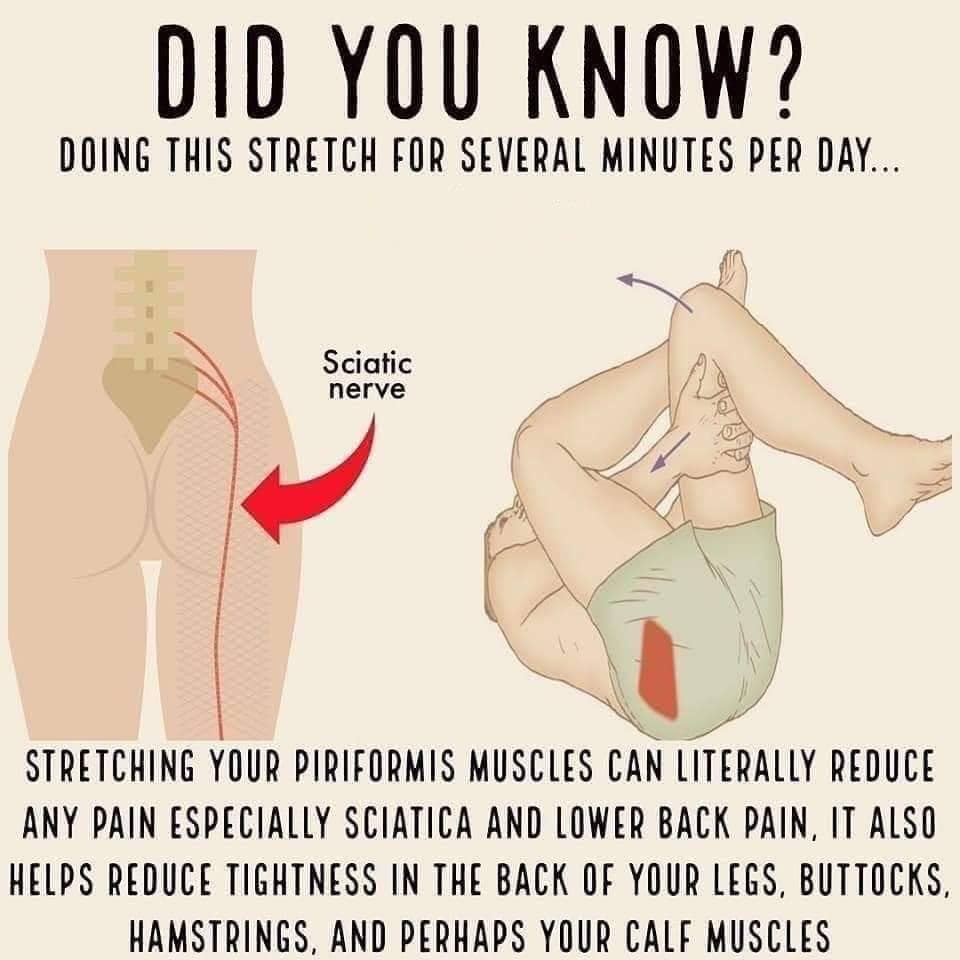 DID YOU KNOW?
DOING THIS STRETCH FOR SEVERAL MINUTES PER DAY...
Sciatic
nerve
STRETCHING YOUR PIRIFORMIS MUSCLES CAN LITERALLY REDUCE
ANY PAIN ESPECIALLY SCIATICA AND LOWER BACK PAIN, IT ALSO
HELPS REDUCE TIGHTNESS IN THE BACK OF YOUR LEGS, BUTTOCKS,
HAMSTRINGS, AND PERHAPS YOUR CALF MUSCLES